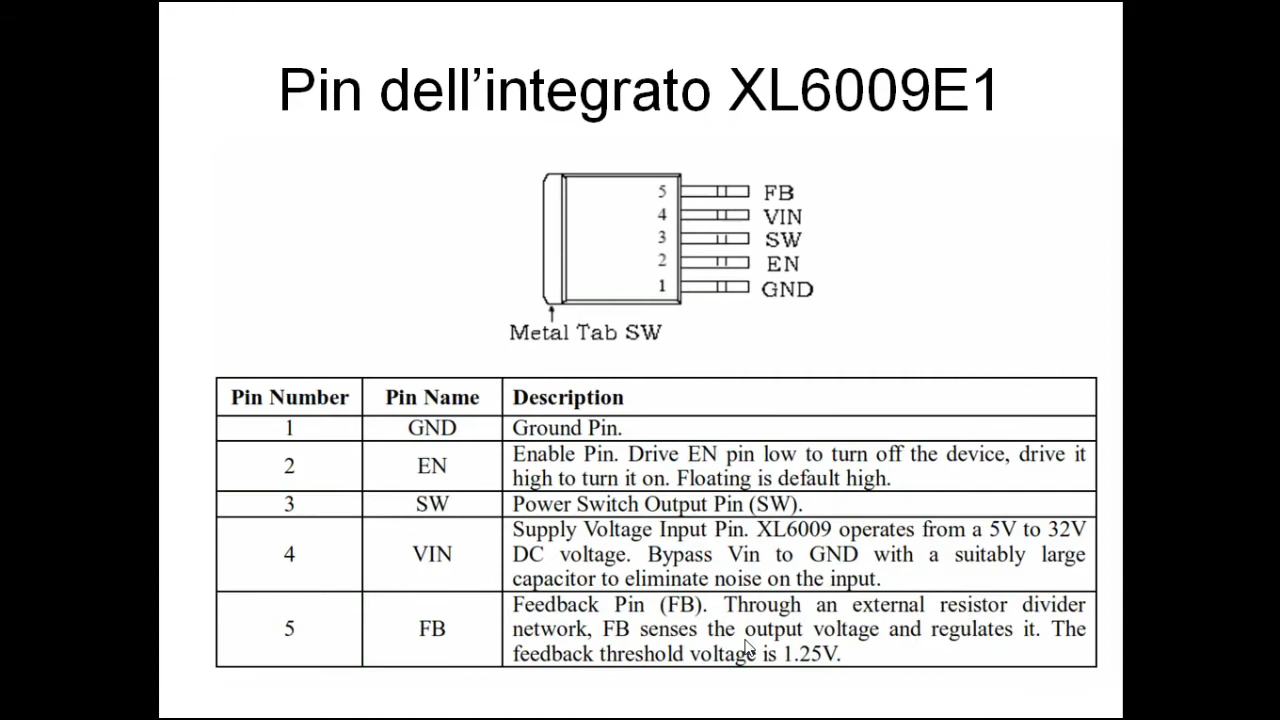 Pin dell'integrato XL6009E1
5 FB
4 VIN
3 SW
2 EN
1 GND
Metal Tab SW
Pin Number Pin Name Description
1 GND Ground Pin.
2 EN Enable Pin. Drive EN pin low to turn off the device, drive it
high to turn it on. Floating is default high.
3 SW Power Switch Output Pin (SW).
4 VIN Supply Voltage Input Pin. XL6009 operates from a 5V to 32V
DC voltage. Bypass Vin to GND with a suitably large
capacitor to eliminate noise on the input.
5 FB Feedback Pin (FB). Through an external resistor divider
network, FB senses the output voltage and regulates it. The
feedback threshold voltage is 1.25V.